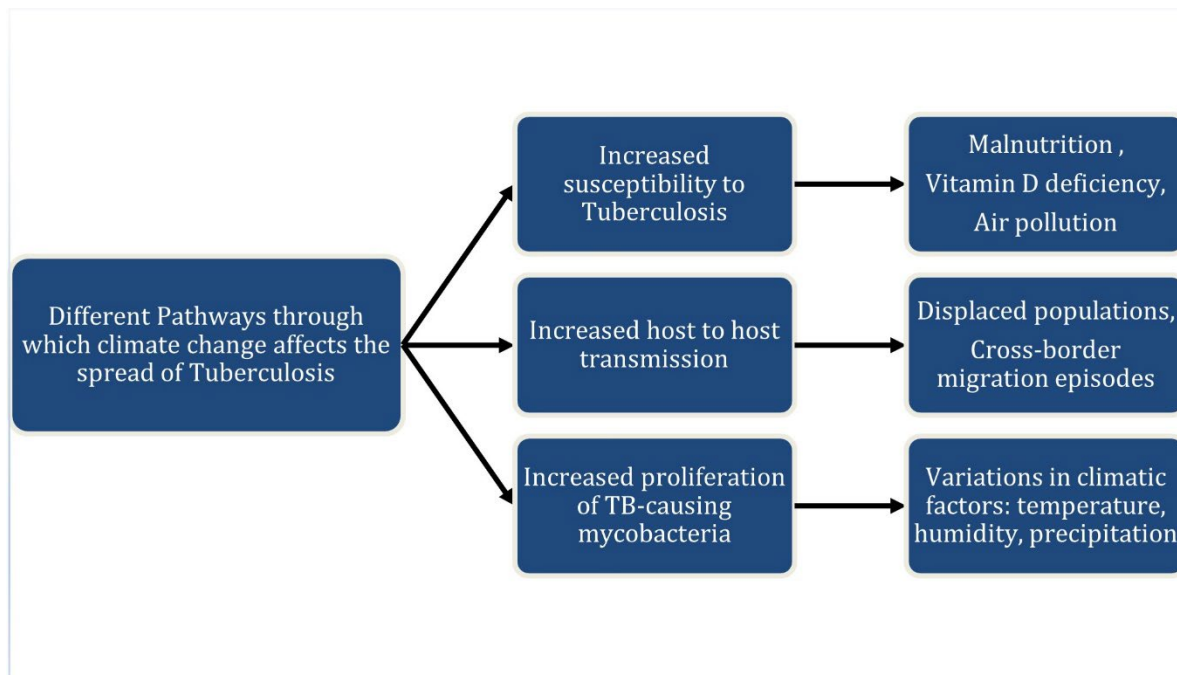 Different Pathways through
which climate change affects the
spread of Tuberculosis
Increased
susceptibility to
Tuberculosis
Malnutrition ,
Vitamin D deficiency,
Air pollution
Increased host to host
transmission
Displaced populations,
Cross-border
migration episodes
Increased proliferation
of TB-causing
mycobacteria
Variations in climatic
factors: temperature,
humidity, precipitation